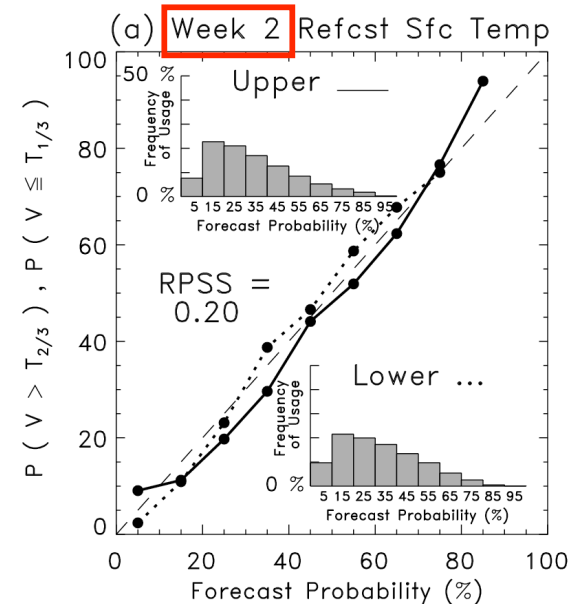 (a) Week 2 Refcst Sfc Temp
P ( V > T2/3 ) , P ( V ≦ T1/3 )
100
80
60
40
20
0
50 %
Upper ___
Frequency
of Usage
0 %
5 15 25 35 45 55 65 75 85 95
Forecast Probability (%)
RPSS =
0.20
Lower ...
Frequency
of Usage
0 %
5 15 25 35 45 55 65 75 85 95
Forecast Probability (%)
0 20 40 60 80 100
Forecast Probability (%)